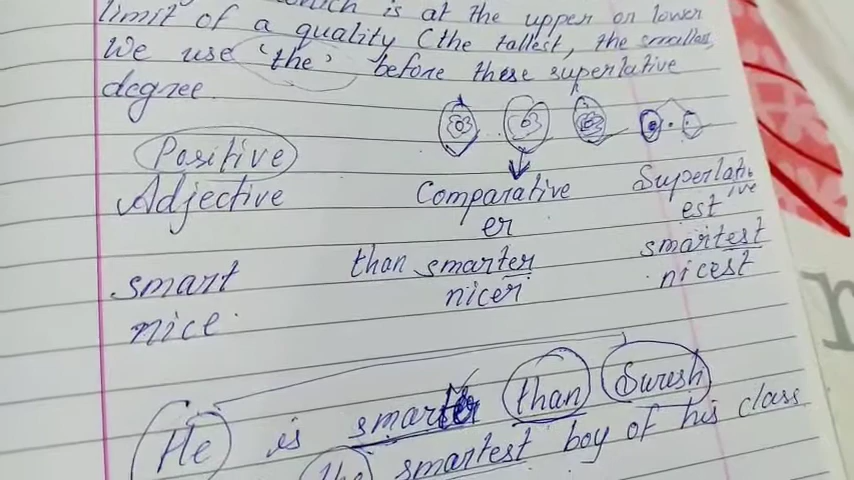 which is at the upper or lower
limit of a quality (the tallest, the smallest,
We use 'the' before these superlative
degree.
Positive
Adjective Comparative Superlative
er est
smart than smarter smartest
nice nicer nicest
He is smarter than Suresh
the smartest boy of his class